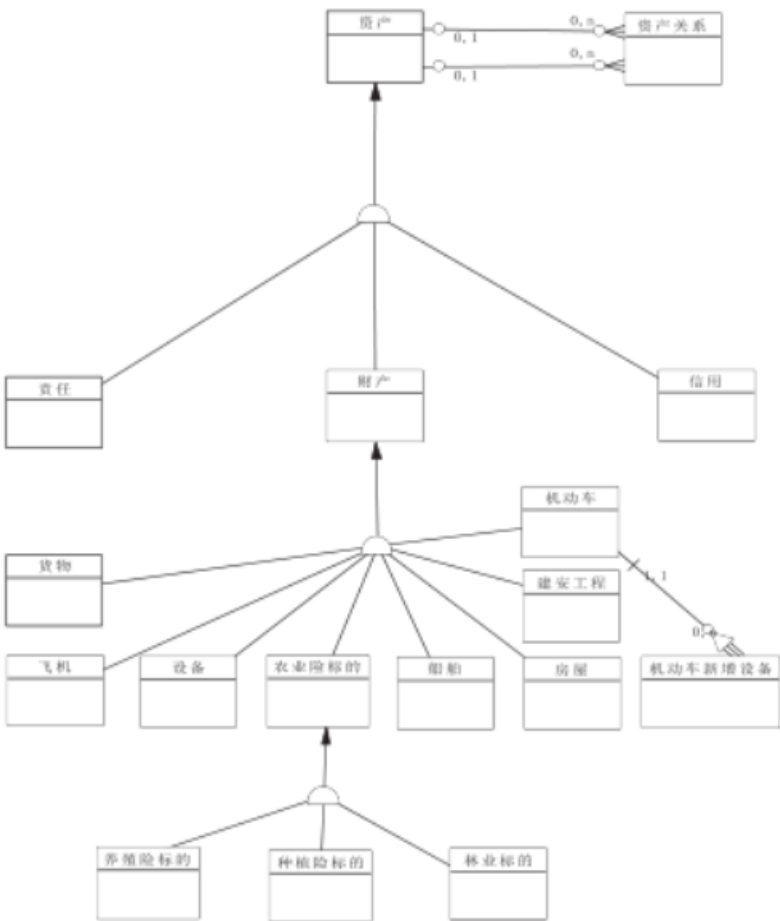 资产
0,n
资产关系
0,1
0,n
0,1
责任
财产
信用
机动车
货物
建安工程
1,1
0,n
飞机
设备
农业险标的
船舶
房屋
机动车新增设备
养殖险标的
种植险标的
林业标的